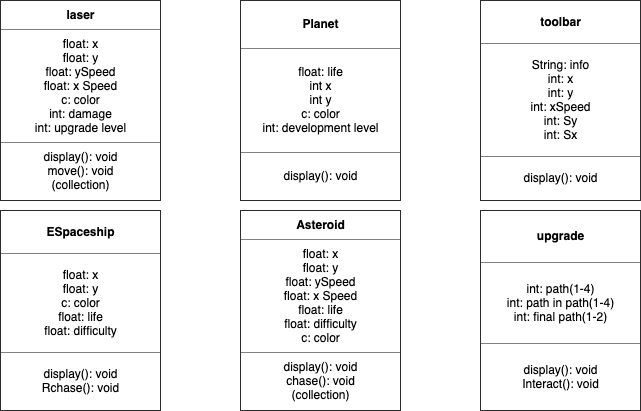 laser
float: x
float: y
float: ySpeed
float: x Speed
c: color
int: damage
int: upgrade level
display(): void
move(): void
(collection)
Planet
float: life
int x
int y
c: color
int: development level
display(): void
toolbar
String: info
int: x
int: y
int: xSpeed
int: Sy
int: Sx
display(): void
ESpaceship
float: x
float: y
c: color
float: life
float: difficulty
display(): void
Rchase(): void
Asteroid
float: x
float: y
float: ySpeed
float: x Speed
float: life
float: difficulty
c: color
display(): void
chase(): void
(collection)
upgrade
int: path(1-4)
int: path in path(1-4)
int: final path(1-2)
display(): void
Interact(): void